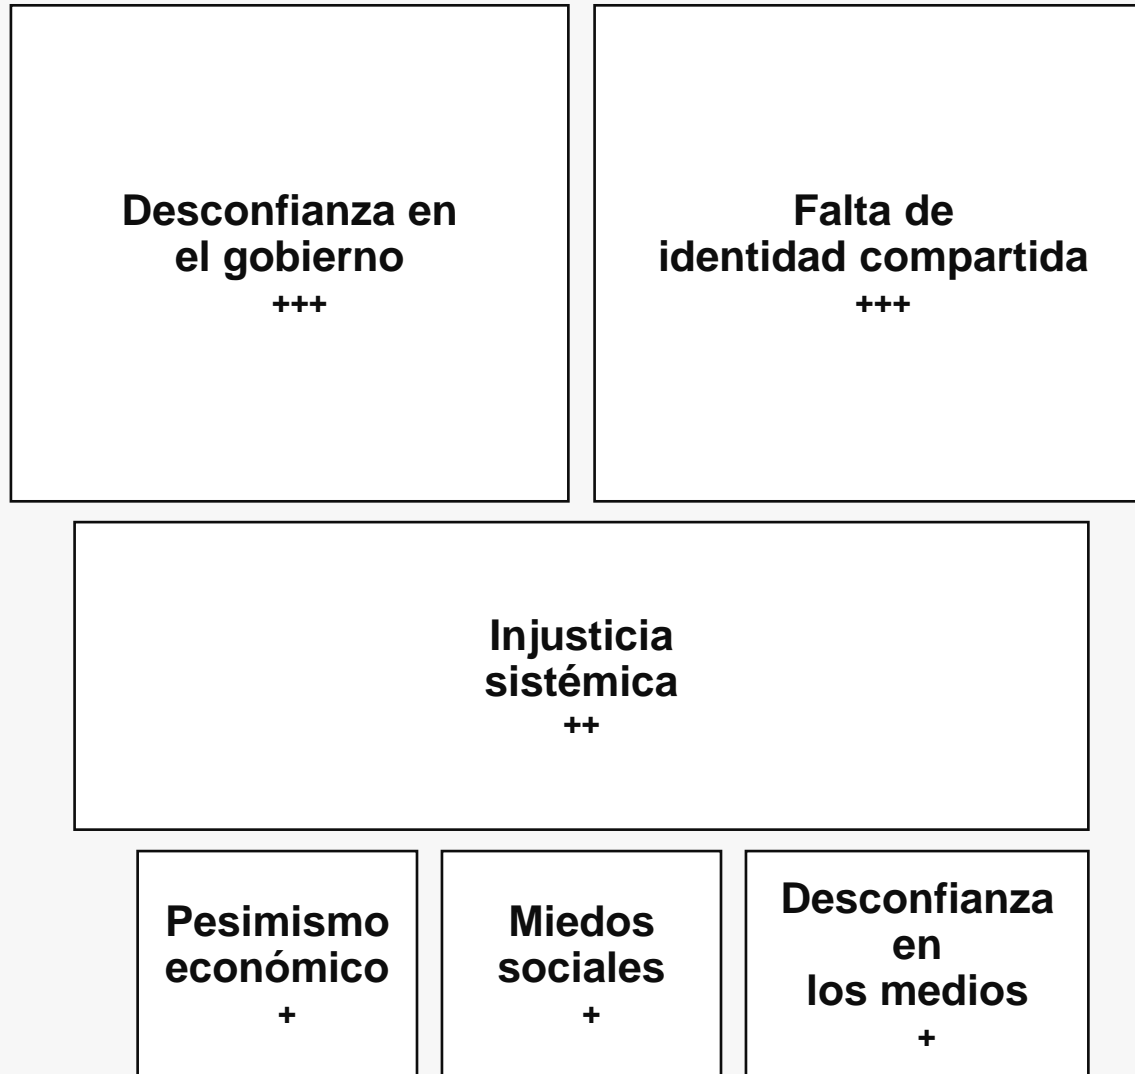 Desconfianza en
el gobierno
+++
Falta de
identidad compartida
+++
Injusticia
sistémica
++
Pesimismo
económico
+
Miedos
sociales
+
Desconfianza
en
los medios
+